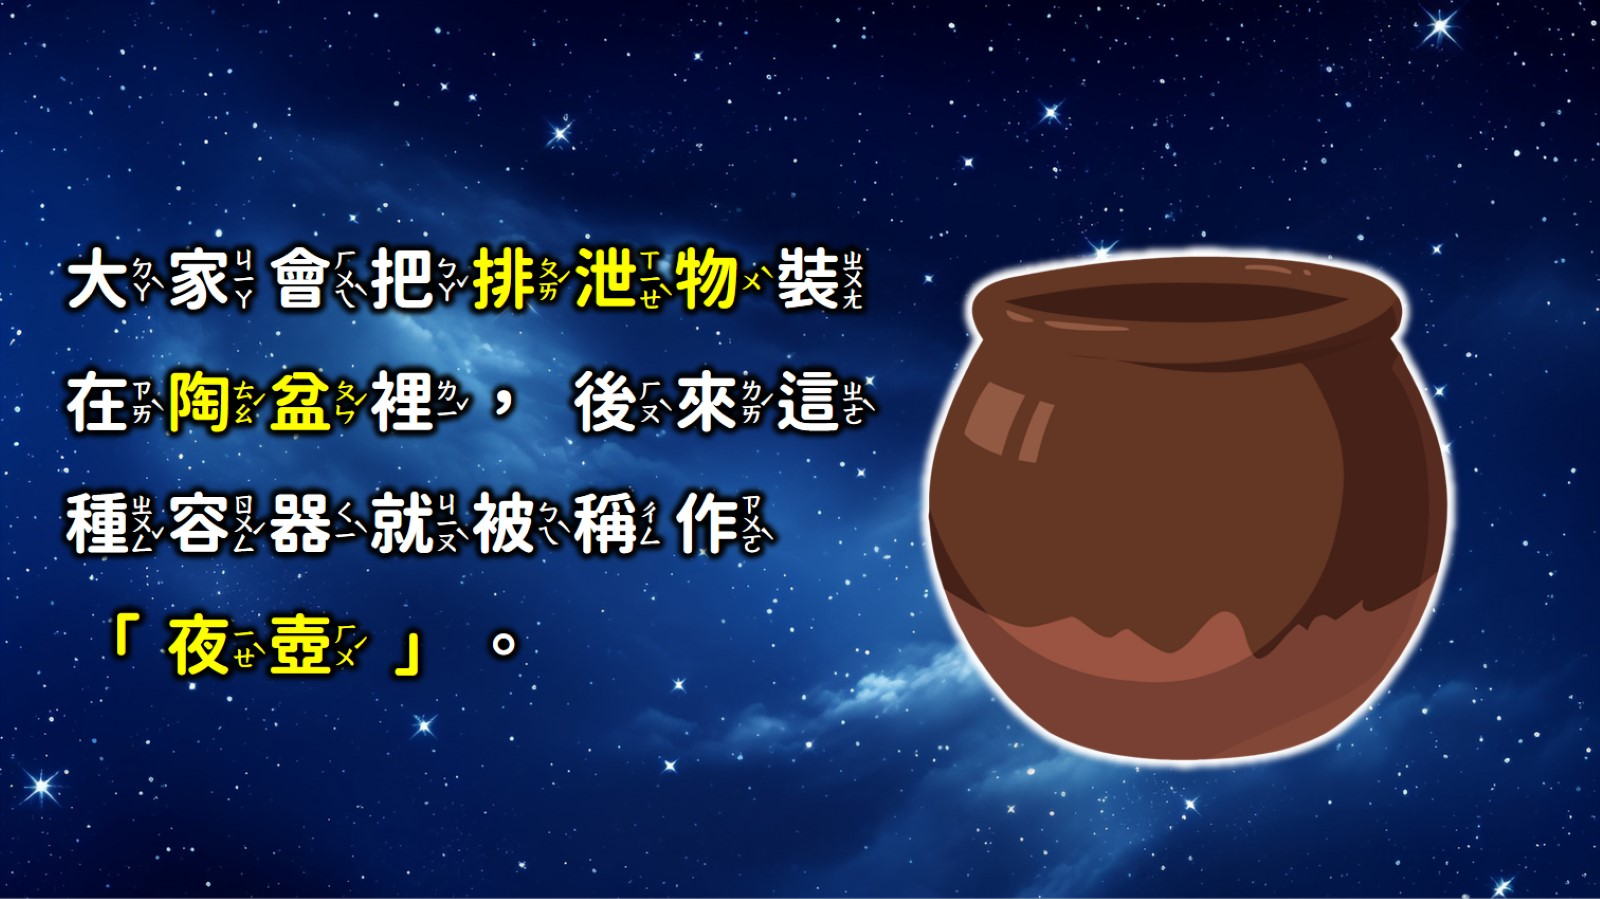 大家會把排泄物裝
在陶盆裡，後來這
種容器就被稱作
「夜壺」。